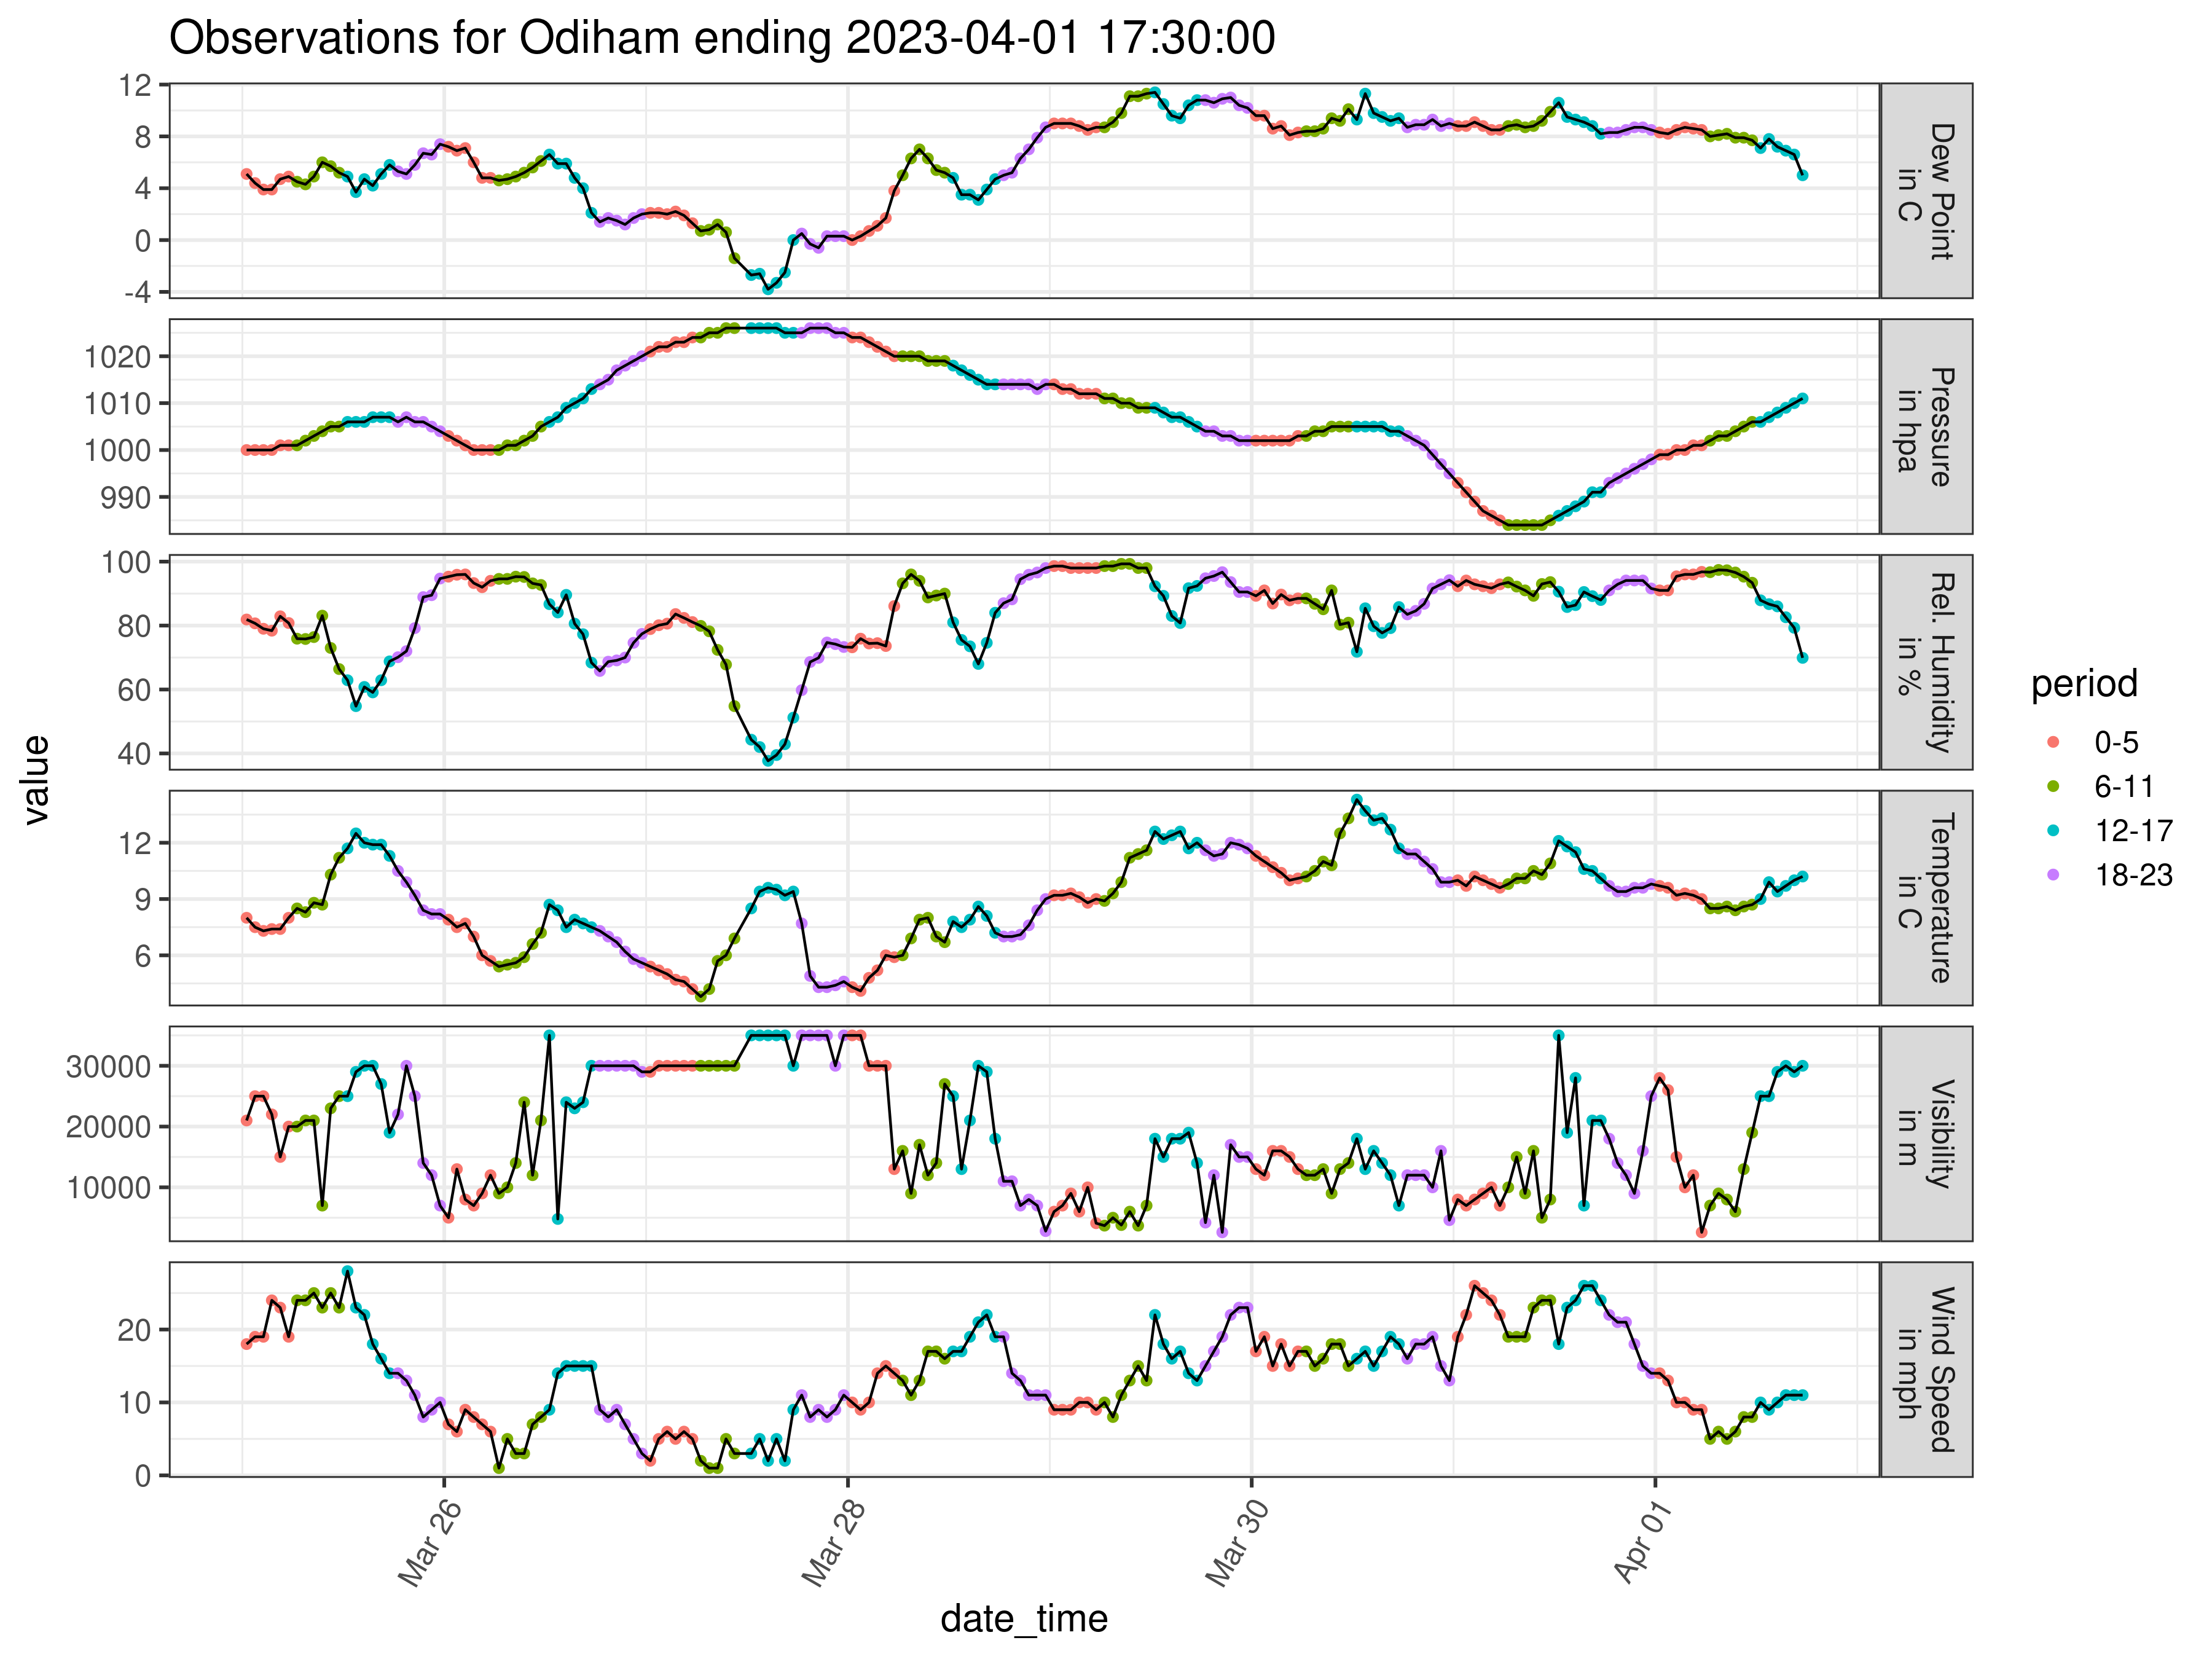 Observations for Odiham ending 2023-04-01 17:30:00
value
12
8
4
0
-4
Dew Point
in C
1020
1010
1000
990
Pressure
in hpa
100
80
60
40
Rel. Humidity
in %
12
9
6
Temperature
in C
30000
20000
10000
Visibility
in m
20
10
0
Wind Speed
in mph
Mar 26
Mar 28
Mar 30
Apr 01
date_time
period
0-5
6-11
12-17
18-23